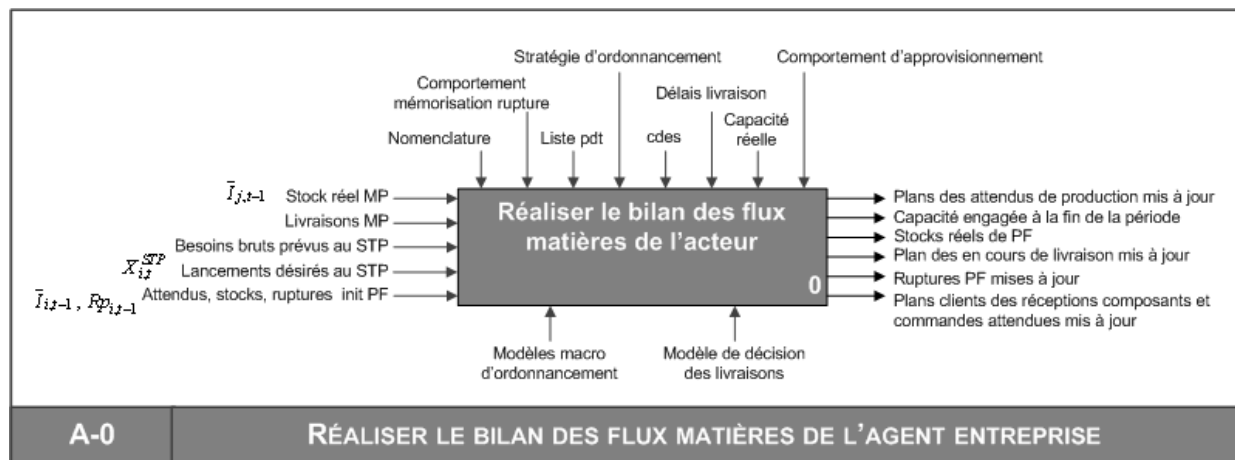 Stratégie d'ordonnancement
Comportement d'approvisionnement
Comportement
mémorisation rupture
Délais livraison
Nomenclature
Liste pdt
cdes
Capacité
réelle
Ī j,t−1
Stock réel MP
Livraisons MP
Besoins bruts prévus au STP
X i,t STP
Lancements désirés au STP
Ī i,t−1 , Rp i,t−1
Attendus, stocks, ruptures init PF
Réaliser le bilan des flux
matières de l'acteur
0
Plans des attendus de production mis à jour
Capacité engagée à la fin de la période
Stocks réels de PF
Plan des en cours de livraison mis à jour
Ruptures PF mises à jour
Plans clients des réceptions composants et
commandes attendues mis à jour
Modèles macro
d'ordonnancement
Modèle de décision
des livraisons
A-0
RÉALISER LE BILAN DES FLUX MATIÈRES DE L'AGENT ENTREPRISE